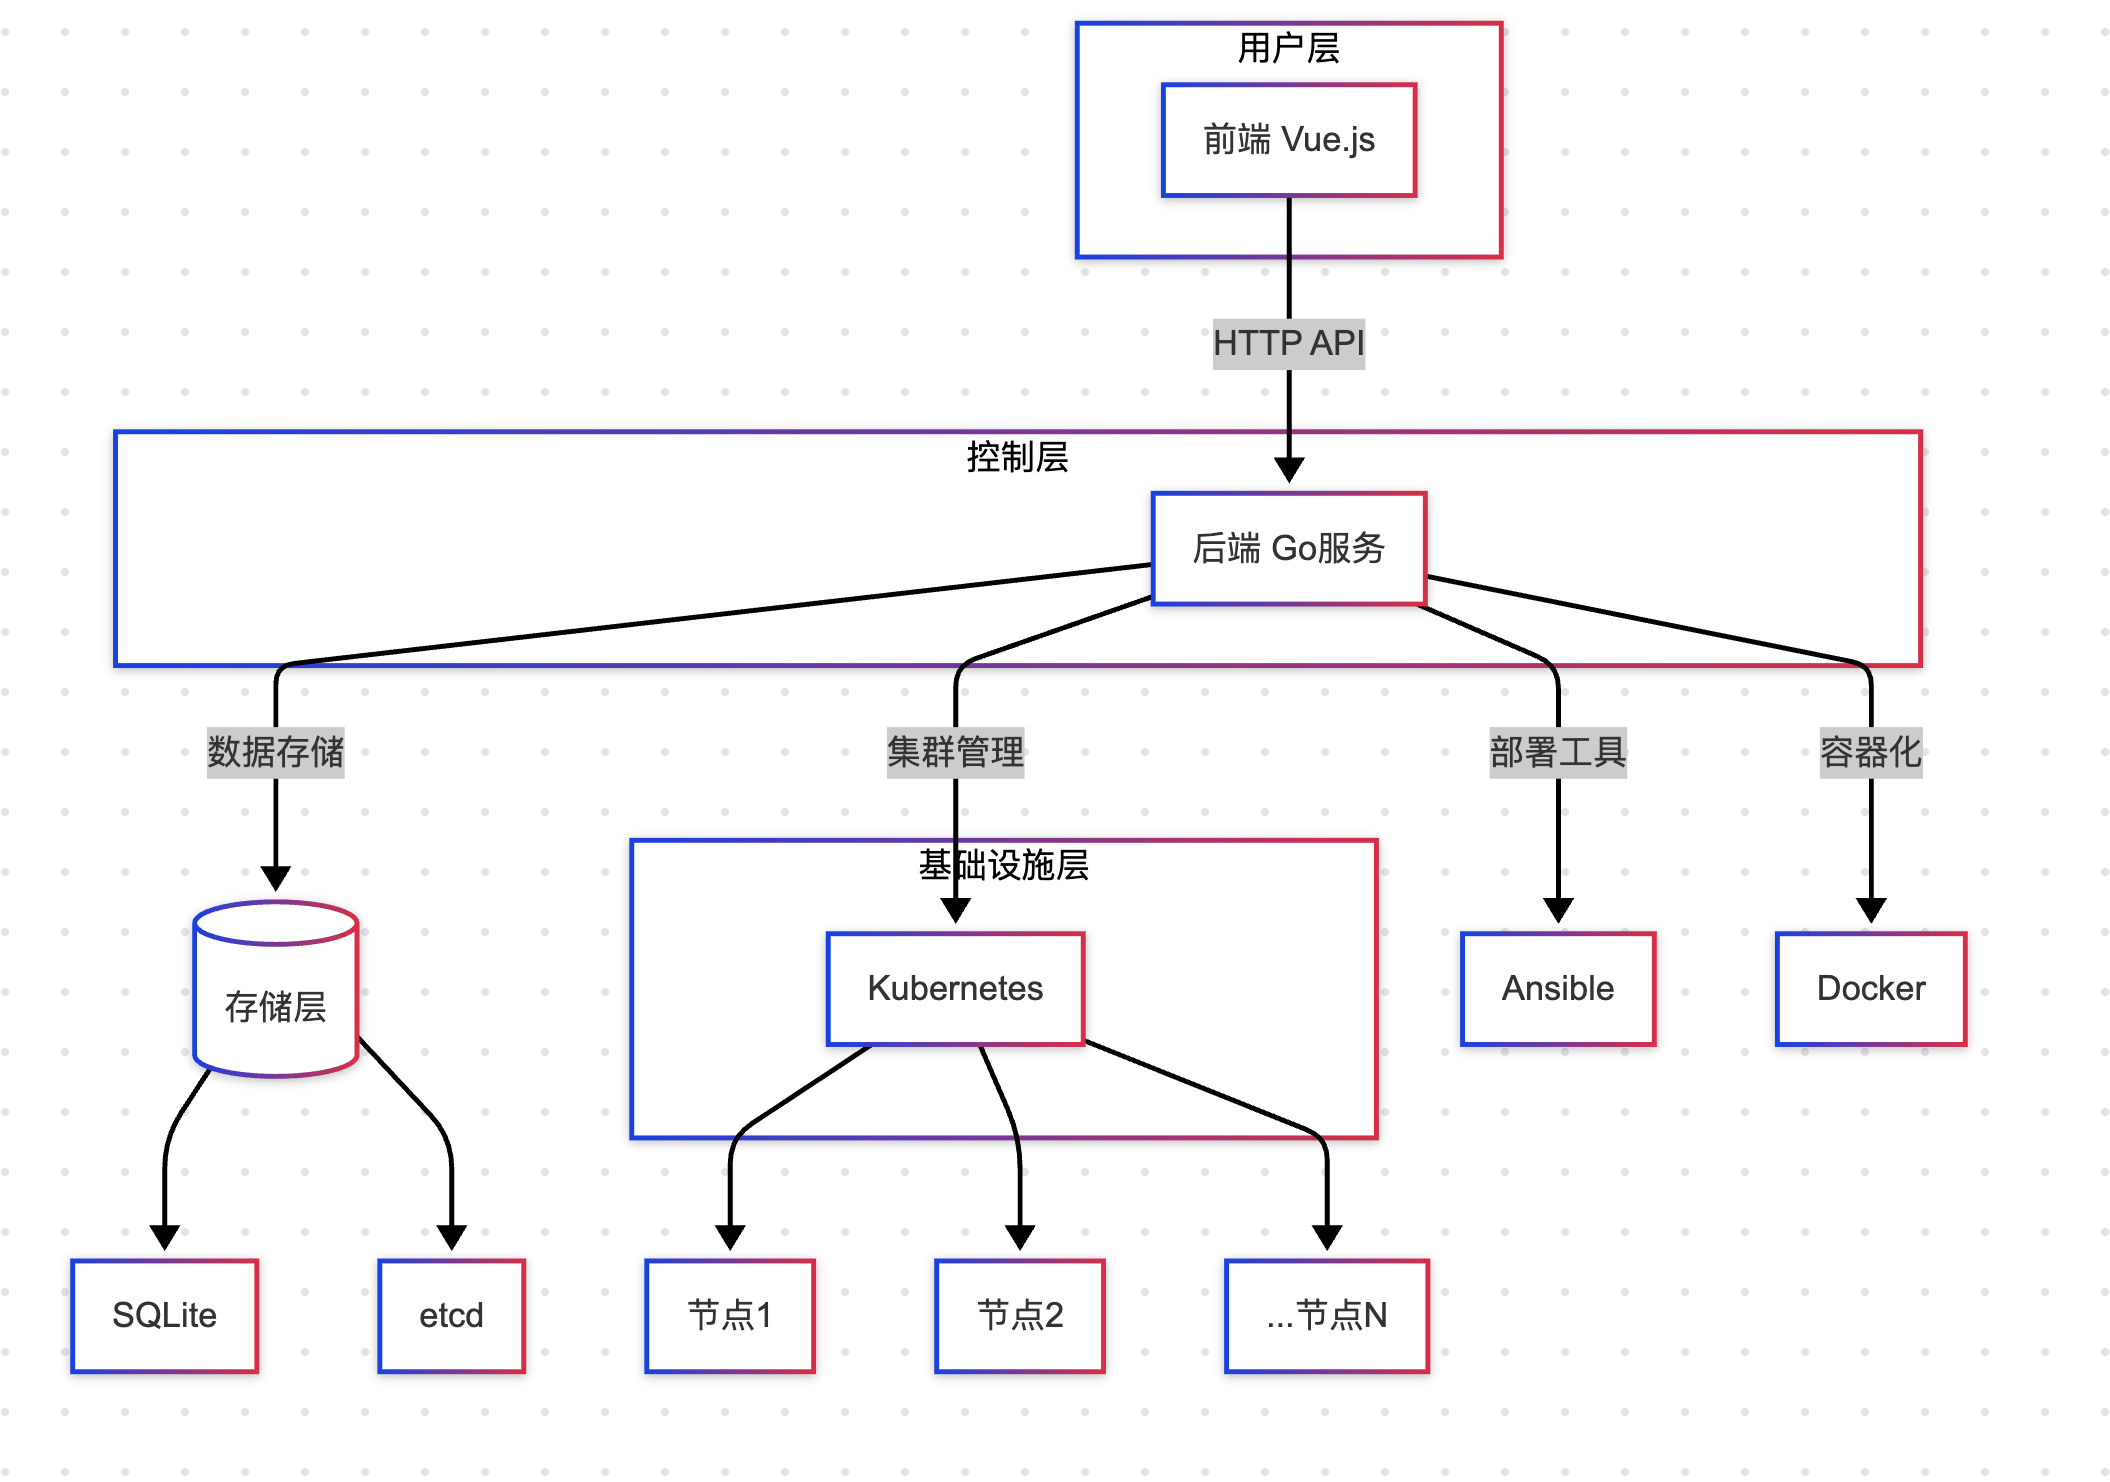 用户层
前端 Vue.js
HTTP API
控制层
后端 Go服务
数据存储
集群管理
部署工具
容器化
基础设施层
存储层
Kubernetes
Ansible
Docker
SQLite
etcd
节点1
节点2
...节点N